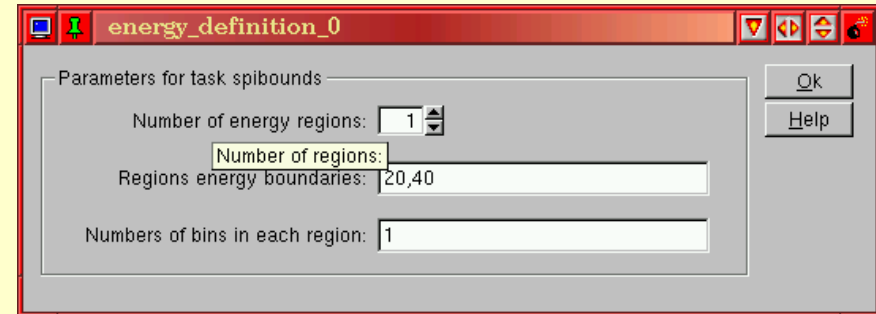 energy_definition_0
Parameters for task spibounds
Ok
Number of energy regions: 1
Help
Number of regions:
Regions energy boundaries: 20,40
Numbers of bins in each region: 1